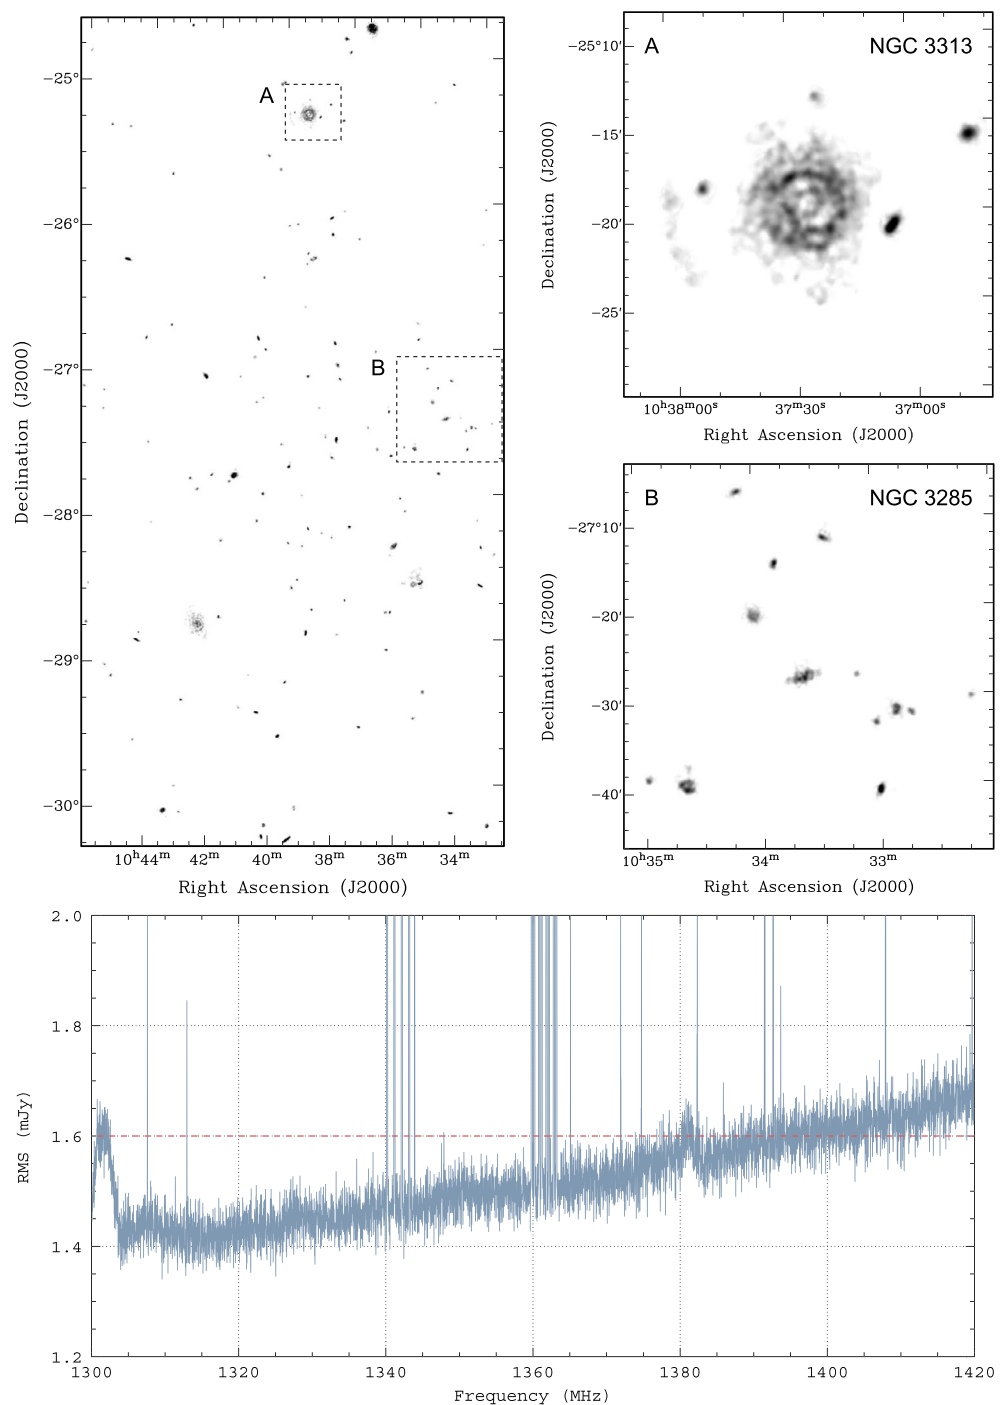 A
B
−25°
−26°
−27°
−28°
−29°
−30°
Declination (J2000)
10ʰ44ᵐ 42ᵐ 40ᵐ 38ᵐ 36ᵐ 34ᵐ
Right Ascension (J2000)
A NGC 3313
−25°10′
−15′
−20′
−25′
Declination (J2000)
10ʰ38ᵐ00ˢ 37ᵐ30ˢ 37ᵐ00ˢ
Right Ascension (J2000)
B NGC 3285
−27°10′
−20′
−30′
−40′
Declination (J2000)
10ʰ35ᵐ 34ᵐ 33ᵐ
Right Ascension (J2000)
2.0
1.8
1.6
1.4
1.2
RMS (mJy)
1300 1320 1340 1360 1380 1400 1420
Frequency (MHz)